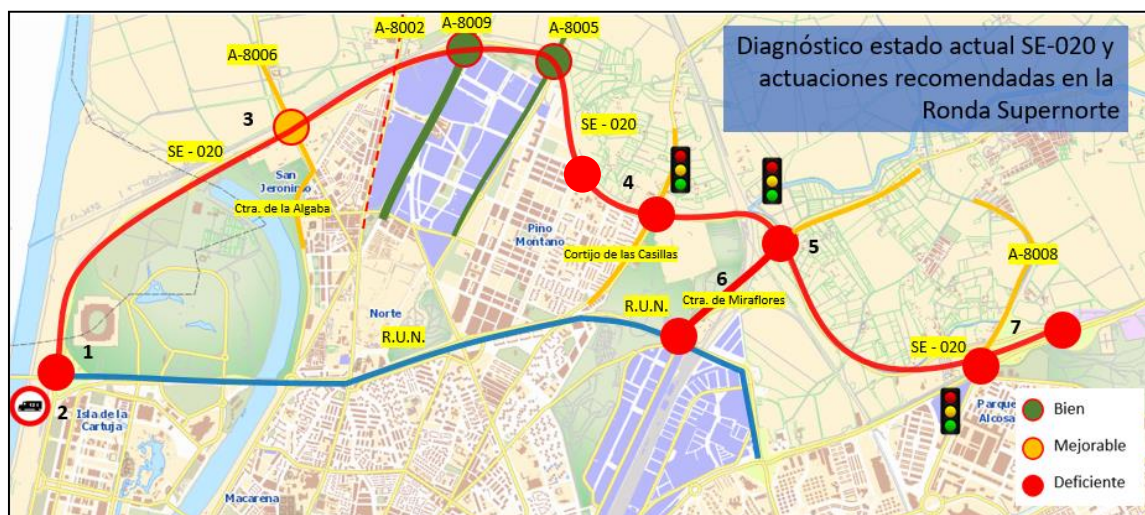 A-8002
A-8009
A-8005
A-8006
Diagnóstico estado actual SE-020 y
actuaciones recomendadas en la
Ronda Supernorte
3
SE - 020
SE - 020
San
Jeronimo
Ctra. de la Algaba
4
Pino
Montano
Cortijo de las Casillas
5
A-8008
6
Ctra. de Miraflores
R.U.N.
Norte
R.U.N.
7
SE - 020
1
2
Isla de la
Cartuja
Macarena
Parque
Alcosa
Bien
Mejorable
Deficiente